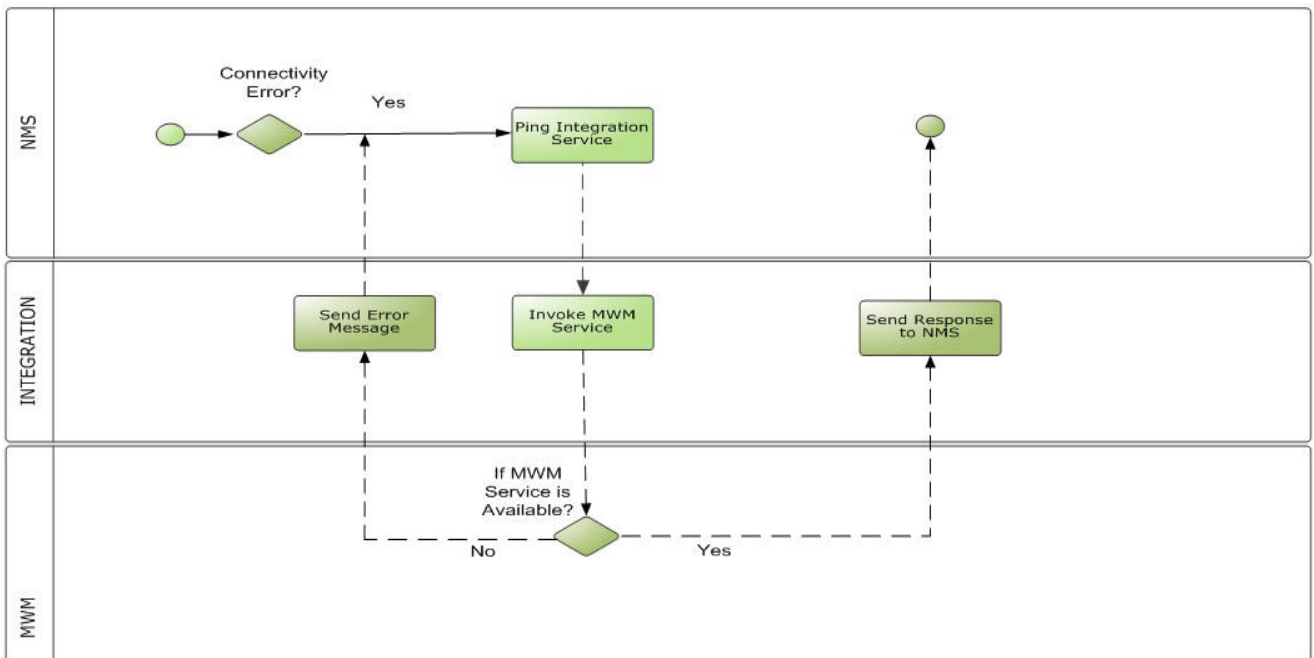 NMS
Connectivity
Error?
Yes
Ping Integration
Service
INTEGRATION
Send Error
Message
Invoke MWM
Service
Send Response
to NMS
MWM
If MWM
Service is
Available?
No
Yes